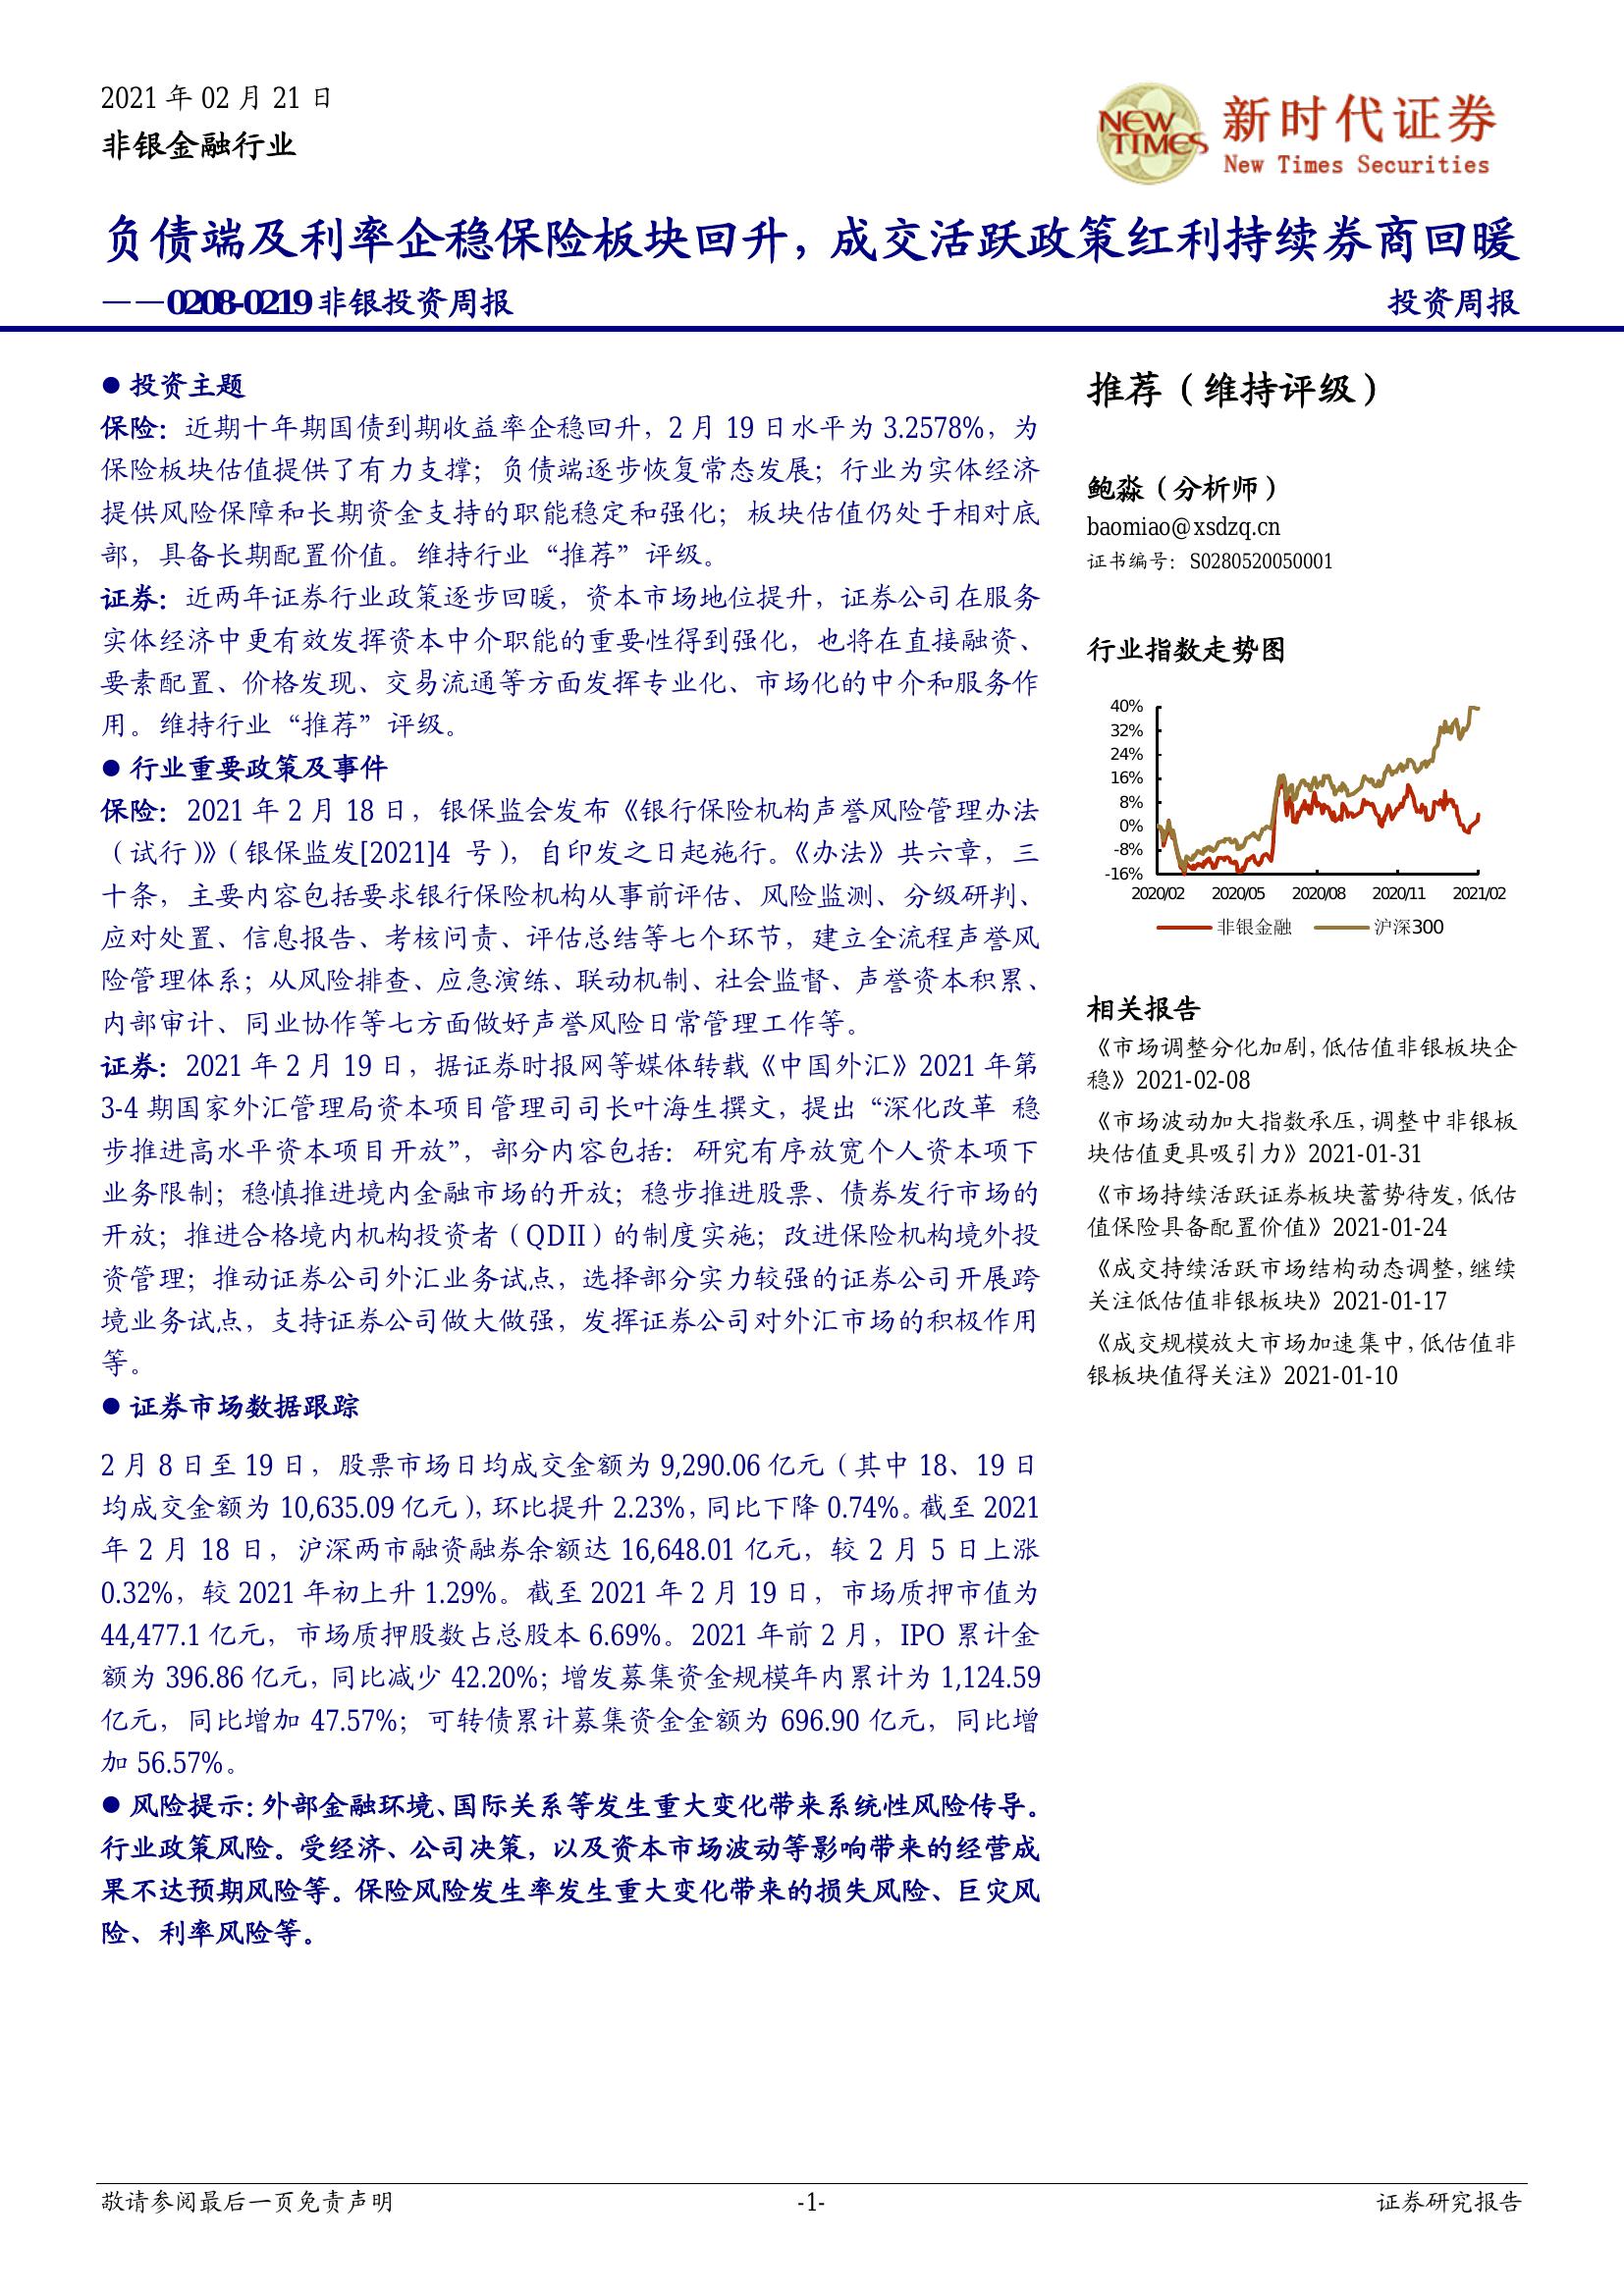 2021 年 02 月 21 日
非银金融行业
NEW TIMES
新时代证券
New Times Securities
负债端及利率企稳保险板块回升，成交活跃政策红利持续券商回暖
——0208-0219 非银投资周报
投资周报
● 投资主题
保险：近期十年期国债到期收益率企稳回升，2 月 19 日水平为 3.2578%，为
保险板块估值提供了有力支撑；负债端逐步恢复常态发展；行业为实体经济
提供风险保障和长期资金支持的职能稳定和强化；板块估值仍处于相对底
部，具备长期配置价值。维持行业“推荐”评级。
证券：近两年证券行业政策逐步回暖，资本市场地位提升，证券公司在服务
实体经济中更有效发挥资本中介职能的重要性得到强化，也将在直接融资、
要素配置、价格发现、交易流通等方面发挥专业化、市场化的中介和服务作
用。维持行业“推荐”评级。
● 行业重要政策及事件
保险：2021 年 2 月 18 日，银保监会发布《银行保险机构声誉风险管理办法
（试行）》（银保监发[2021]4 号），自印发之日起施行。《办法》共六章，三
十条，主要内容包括要求银行保险机构从事前评估、风险监测、分级研判、
应对处置、信息报告、考核问责、评估总结等七个环节，建立全流程声誉风
险管理体系；从风险排查、应急演练、联动机制、社会监督、声誉资本积累、
内部审计、同业协作等七方面做好声誉风险日常管理工作等。
证券：2021 年 2 月 19 日，据证券时报网等媒体转载《中国外汇》2021 年第
3-4 期国家外汇管理局资本项目管理司司长叶海生撰文，提出“深化改革 稳
步推进高水平资本项目开放”，部分内容包括：研究有序放宽个人资本项下
业务限制；稳慎推进境内金融市场的开放；稳步推进股票、债券发行市场的
开放；推进合格境内机构投资者（QDII）的制度实施；改进保险机构境外投
资管理；推动证券公司外汇业务试点，选择部分实力较强的证券公司开展跨
境业务试点，支持证券公司做大做强，发挥证券公司对外汇市场的积极作用
等。
● 证券市场数据跟踪
2 月 8 日至 19 日，股票市场日均成交金额为 9,290.06 亿元（其中 18、19 日
均成交金额为 10,635.09 亿元），环比提升 2.23%，同比下降 0.74%。截至 2021
年 2 月 18 日，沪深两市融资融券余额达 16,648.01 亿元，较 2 月 5 日上涨
0.32%，较 2021 年初上升 1.29%。截至 2021 年 2 月 19 日，市场质押市值为
44,477.1 亿元，市场质押股数占总股本 6.69%。2021 年前 2 月，IPO 累计金
额为 396.86 亿元，同比减少 42.20%；增发募集资金规模年内累计为 1,124.59
亿元，同比增加 47.57%；可转债累计募集资金金额为 696.90 亿元，同比增
加 56.57%。
● 风险提示：外部金融环境、国际关系等发生重大变化带来系统性风险传导。
行业政策风险。受经济、公司决策，以及资本市场波动等影响带来的经营成
果不达预期风险等。保险风险发生率发生重大变化带来的损失风险、巨灾风
险、利率风险等。
推荐（维持评级）
鲍淼（分析师）
baomiao@xsdzq.cn
证书编号：S0280520050001
行业指数走势图
40%
32%
24%
16%
8%
0%
-8%
-16%
2020/02 2020/05 2020/08 2020/11 2021/02
非银金融 沪深300
相关报告
《市场调整分化加剧，低估值非银板块企
稳》2021-02-08
《市场波动加大指数承压，调整中非银板
块估值更具吸引力》2021-01-31
《市场持续活跃证券板块蓄势待发，低估
值保险具备配置价值》2021-01-24
《成交持续活跃市场结构动态调整，继续
关注低估值非银板块》2021-01-17
《成交规模放大市场加速集中，低估值非
银板块值得关注》2021-01-10
敬请参阅最后一页免责声明
-1-
证券研究报告